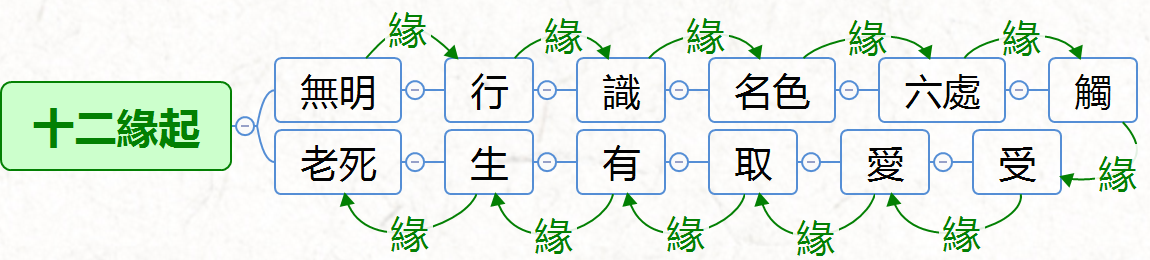 緣 緣 緣 緣 緣
無明 行 識 名色 六處 觸
十二緣起
老死 生 有 取 愛 受
緣
緣 緣 緣 緣 緣